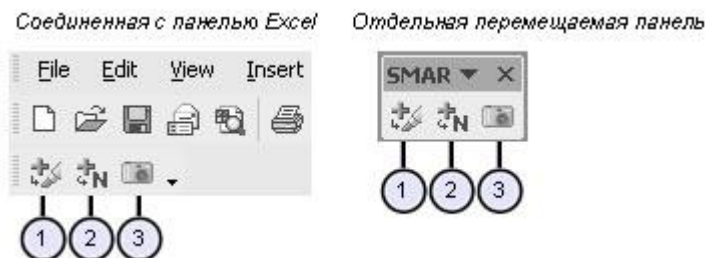 Соединенная с панелью Excel
Отдельная перемещаемая панель
File Edit View Insert
SMAR
N
N
1 2 3
1 2 3